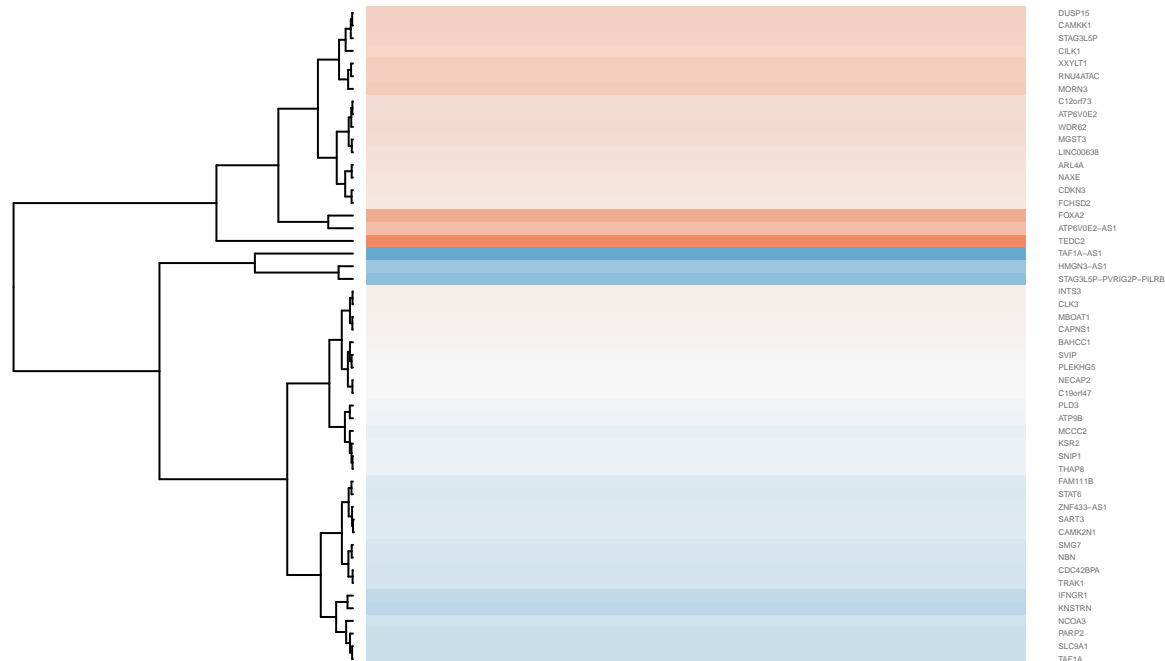 DUSP15
CAMKK1
STAG3L5P
CILK1
XXYLT1
RNU4ATAC
MORN3
C12orf73
ATP6V0E2
WDR62
MGST3
LINC00638
ARL4A
NAXE
CDKN3
FCHSD2
FOXA2
ATP6V0E2−AS1
TEDC2
TAF1A−AS1
HMGN3−AS1
STAG3L5P−PVRIG2P−PILRB
INTS3
CLK3
MBOAT1
CAPNS1
BAHCC1
SVIP
PLEKHG5
NECAP2
C19orf47
PLD3
ATP9B
MCCC2
KSR2
SNIP1
THAP8
FAM111B
STAT6
ZNF433−AS1
SART3
CAMK2N1
SMG7
NBN
CDC42BPA
TRAK1
IFNGR1
KNSTRN
NCOA3
PARP2
SLC9A1
TAF1A